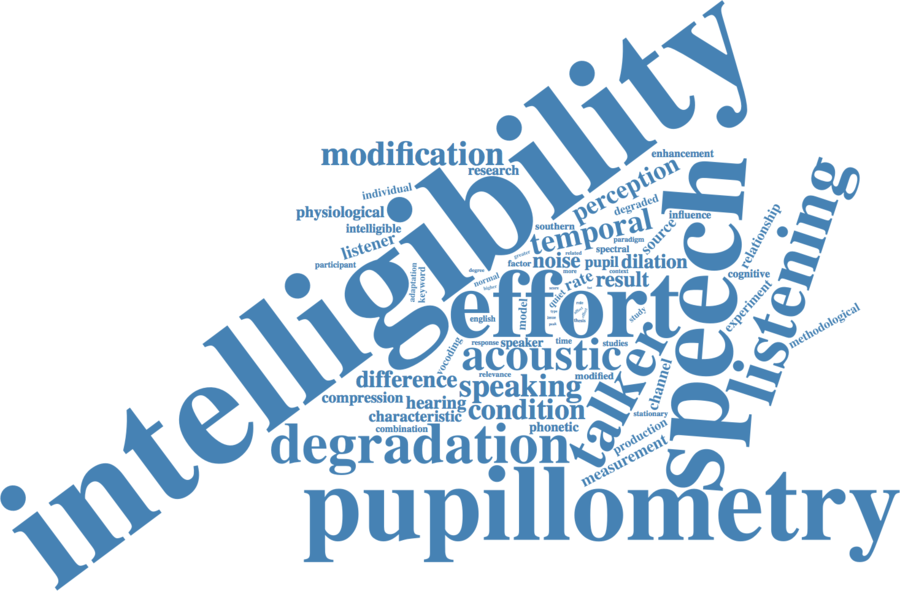 intelligibility
modification
research
enhancement
individual
perception
physiological
degraded
influence
intelligible
southern
temporal
source
relationship
listener
greater
related
paradigm
spectral
listening
participant
factor
noise
pupil
dilation
speech
adaptation
keyword
degree
more
context
cognitive
normal
higher
rate
result
quiet
effort
model
english
study
experiment
methodological
vocoding
response
speaker
time
studies
acoustic
talker
difference
relevance
modified
channel
compression
speaking
hearing
condition
characteristic
stationary
combination
phonetic
production
degradation
measurement
pupillometry